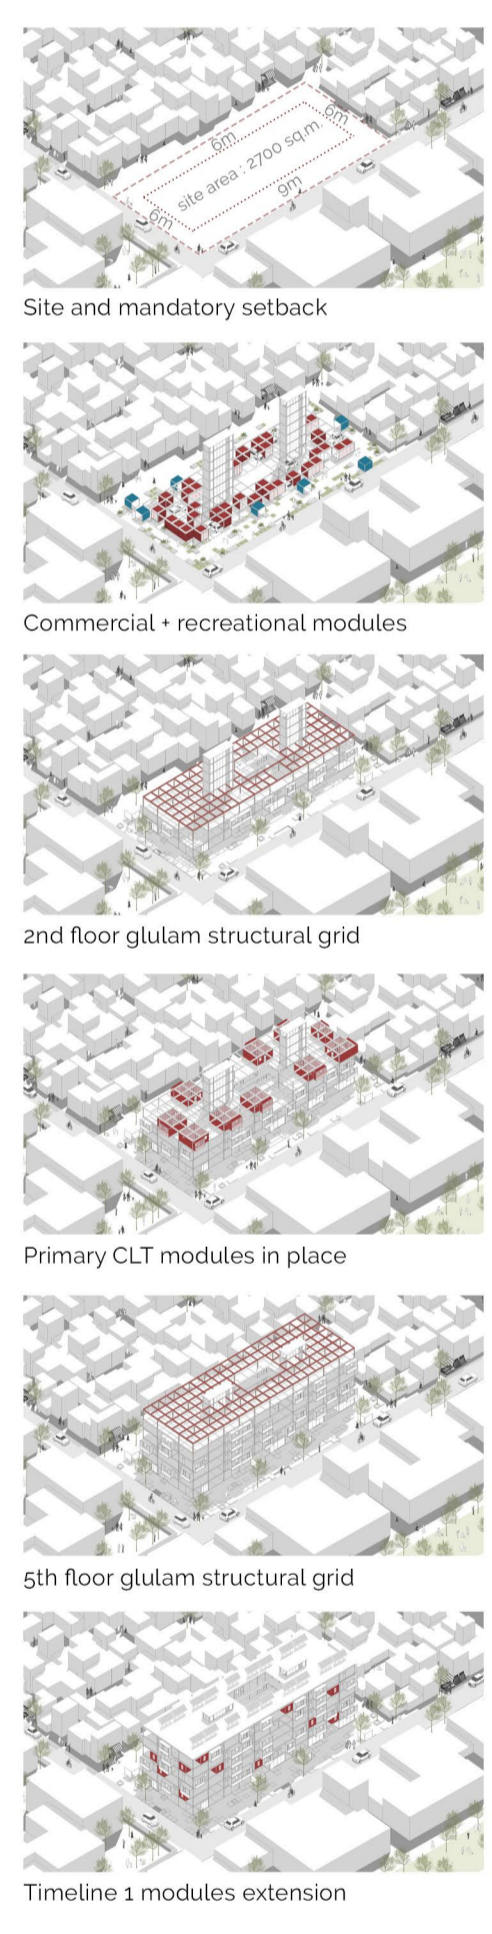 6m
6m
site area : 2700 sq.m.
9m
6m
Site and mandatory setback
Commercial + recreational modules
2nd floor glulam structural grid
Primary CLT modules in place
5th floor glulam structural grid
Timeline 1 modules extension